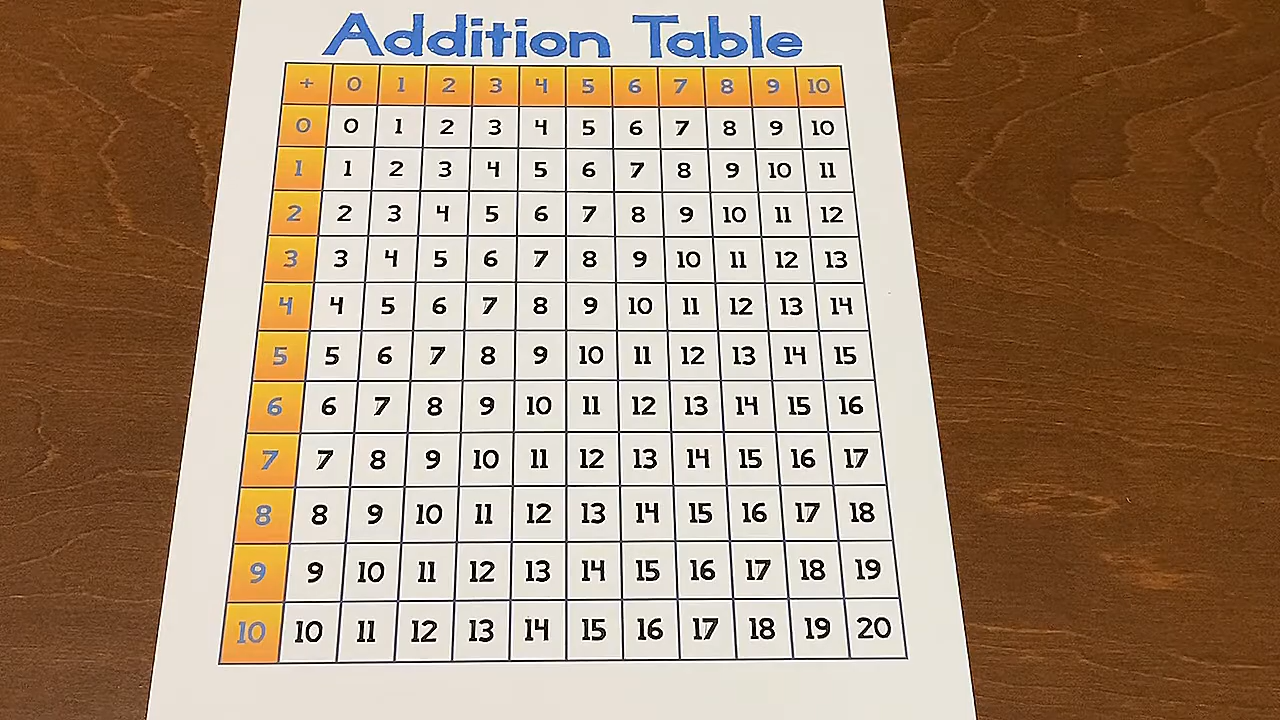 Addition Table
+ 0 1 2 3 4 5 6 7 8 9 10
0 0 1 2 3 4 5 6 7 8 9 10
1 1 2 3 4 5 6 7 8 9 10 11
2 2 3 4 5 6 7 8 9 10 11 12
3 3 4 5 6 7 8 9 10 11 12 13
4 4 5 6 7 8 9 10 11 12 13 14
5 5 6 7 8 9 10 11 12 13 14 15
6 6 7 8 9 10 11 12 13 14 15 16
7 7 8 9 10 11 12 13 14 15 16 17
8 8 9 10 11 12 13 14 15 16 17 18
9 9 10 11 12 13 14 15 16 17 18 19
10 10 11 12 13 14 15 16 17 18 19 20